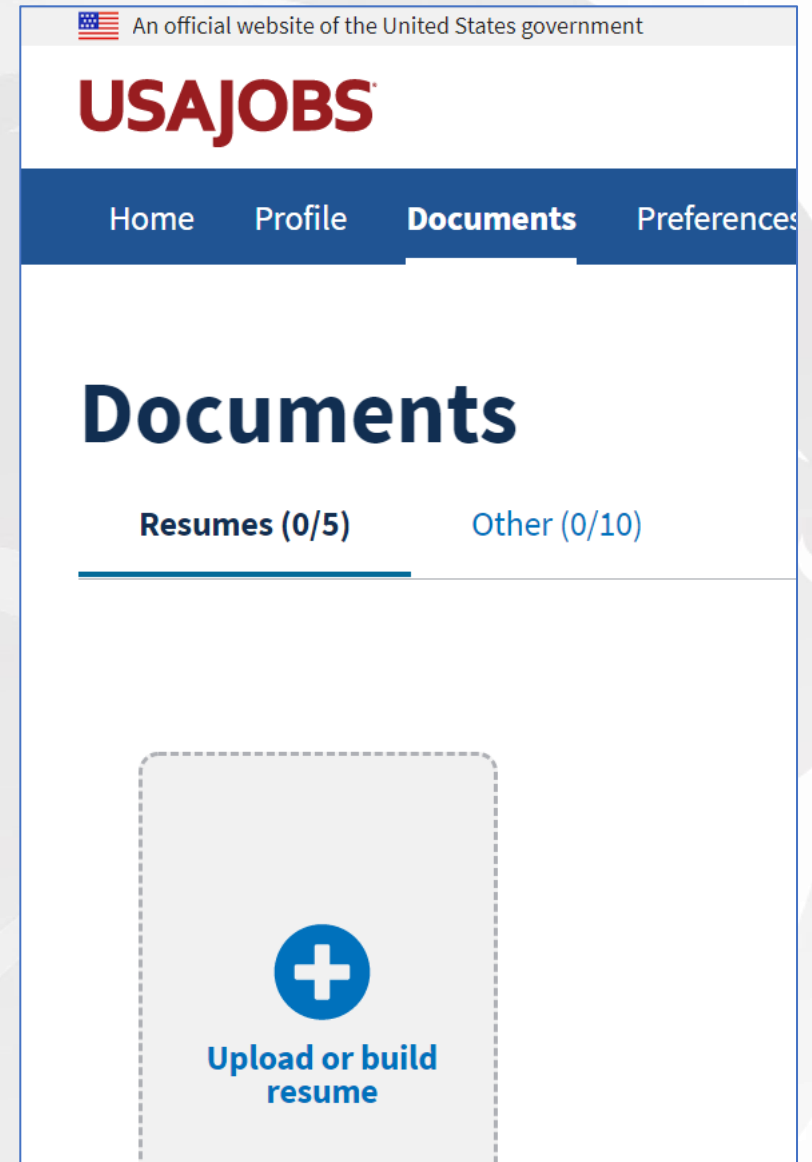 An official website of the United States government
USAJOBS
Home Profile Documents Preferences
Documents
Resumes (0/5) Other (0/10)
Upload or build
resume